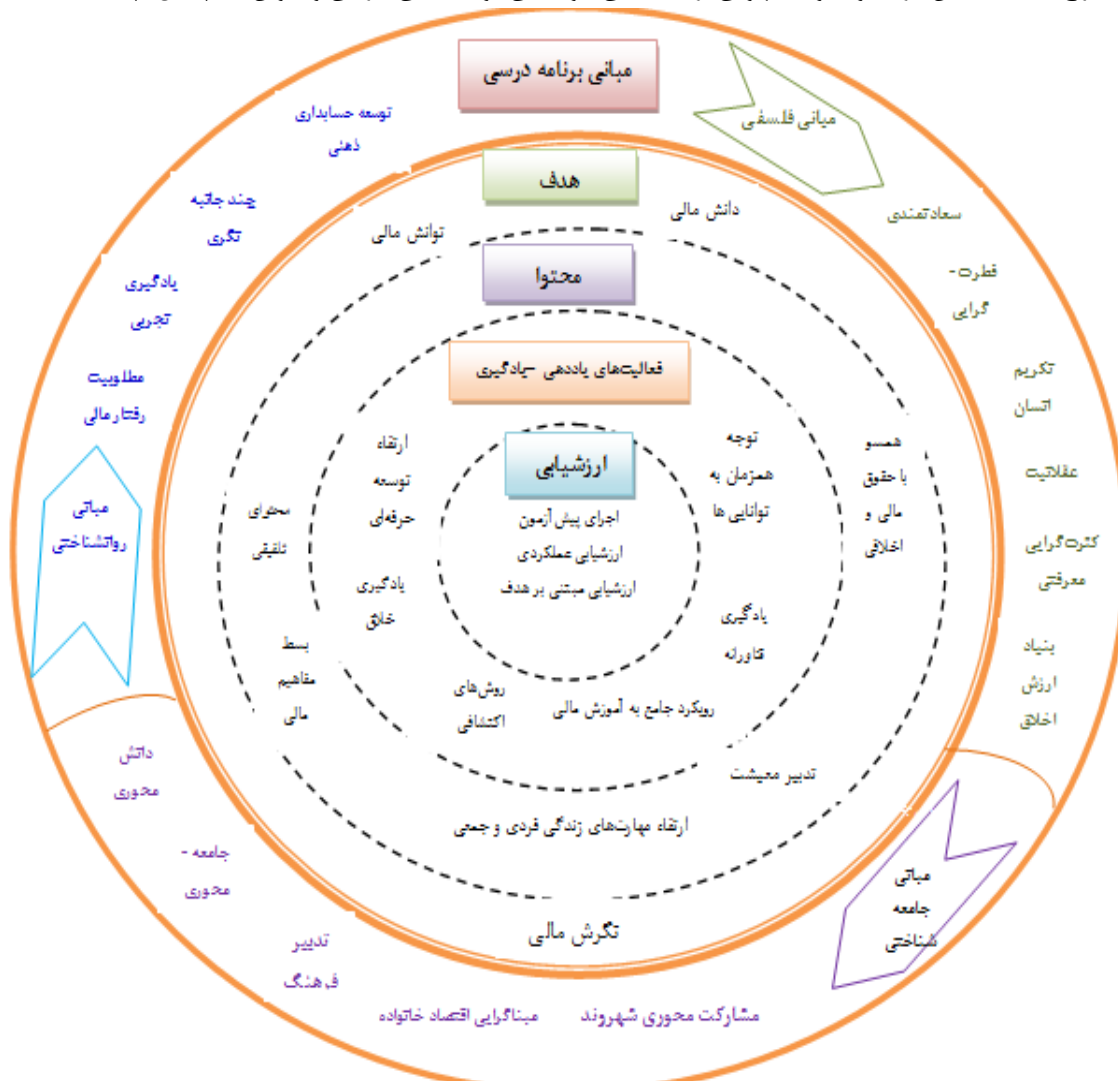 مبانی برنامه درسی
مبانی فلسفی
سعادتمندی
فطرت-
گرایی
تکریم
انسان
عقلانیت
کثرت‌گرایی
معرفتی
بنیاد
ارزش
اخلاق
مبانی
جامعه
شناختی
مشارکت محوری شهروند
مبناگرایی اقتصاد خانواده
تدبیر
فرهنگ
جامعه-
محوری
دانش
محوری
مبانی
روانشناختی
مطلوبیت
رفتار مالی
یادگیری
تجربی
چند جانبه
نگری
توسعه حسابداری
ذهنی
هدف
دانش مالی
توانش مالی
نگرش مالی
محتوا
همسو
با حقوق
مالی و
اخلاقی
تدبیر معیشت
ارتقاء مهارت‌های زندگی فردی و جمعی
بسط
مفاهیم
مالی
محتوای
تلفیقی
فعالیت‌های یاددهی -یادگیری
توجه
همزمان به
توانایی ها
یادگیری
فناورانه
رویکرد جامع به آموزش مالی
روش‌های
اکتشافی
یادگیری
خلاق
ارتقاء
توسعه
حرفه‌ای
ارزشیابی
اجرای پیش آزمون
ارزشیابی عملکردی
ارزشیابی مبتنی بر هدف